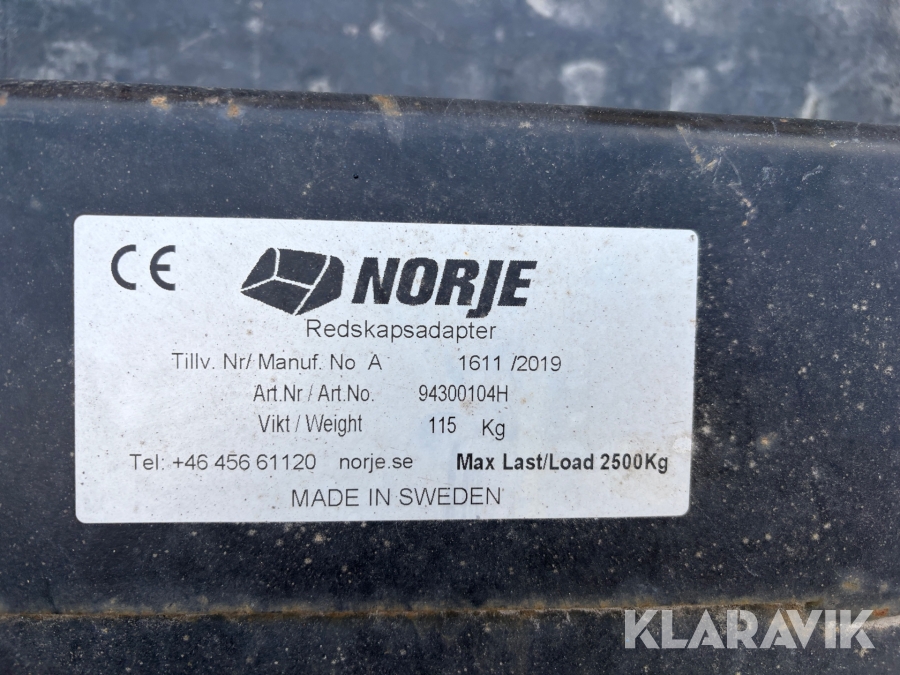 CE
NORJE
Redskapsadapter
Tillv. Nr/ Manuf. No A 1611 /2019
Art.Nr / Art.No. 94300104H
Vikt / Weight 115 Kg
Tel: +46 456 61120 norje.se Max Last/Load 2500Kg
MADE IN SWEDEN
KLARAVIK